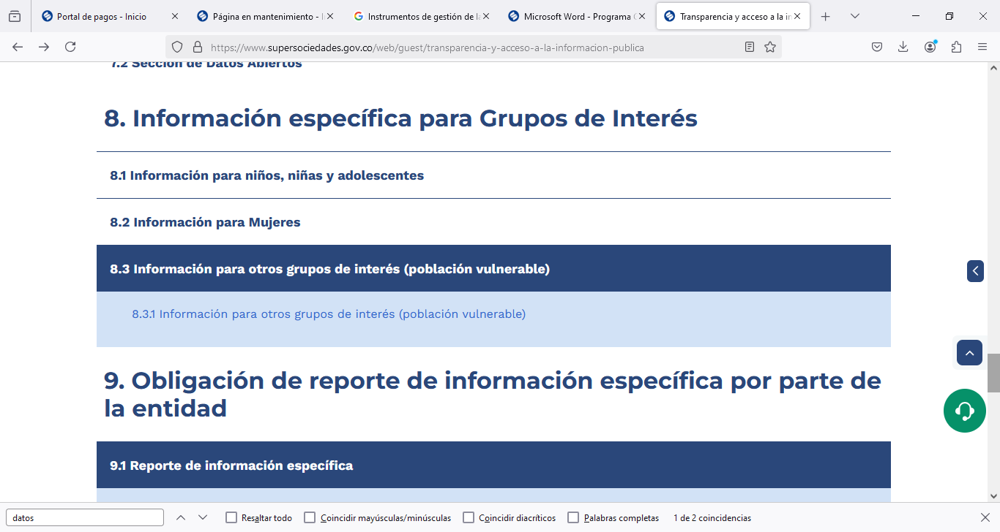 Portal de pagos - Inicio
Página en mantenimiento - I
Instrumentos de gestión de la
Microsoft Word - Programa
Transparencia y acceso a la in
https://www.supersociedades.gov.co/web/guest/transparencia-y-acceso-a-la-informacion-publica
7.2 Sección de Datos Abiertos
8. Información específica para Grupos de Interés
8.1 Información para niños, niñas y adolescentes
8.2 Información para Mujeres
8.3 Información para otros grupos de interés (población vulnerable)
8.3.1 Información para otros grupos de interés (población vulnerable)
9. Obligación de reporte de información específica por parte de
la entidad
9.1 Reporte de información específica
datos
Resaltar todo
Coincidir mayúsculas/minúsculas
Coincidir diacríticos
Palabras completas
1 de 2 coincidencias